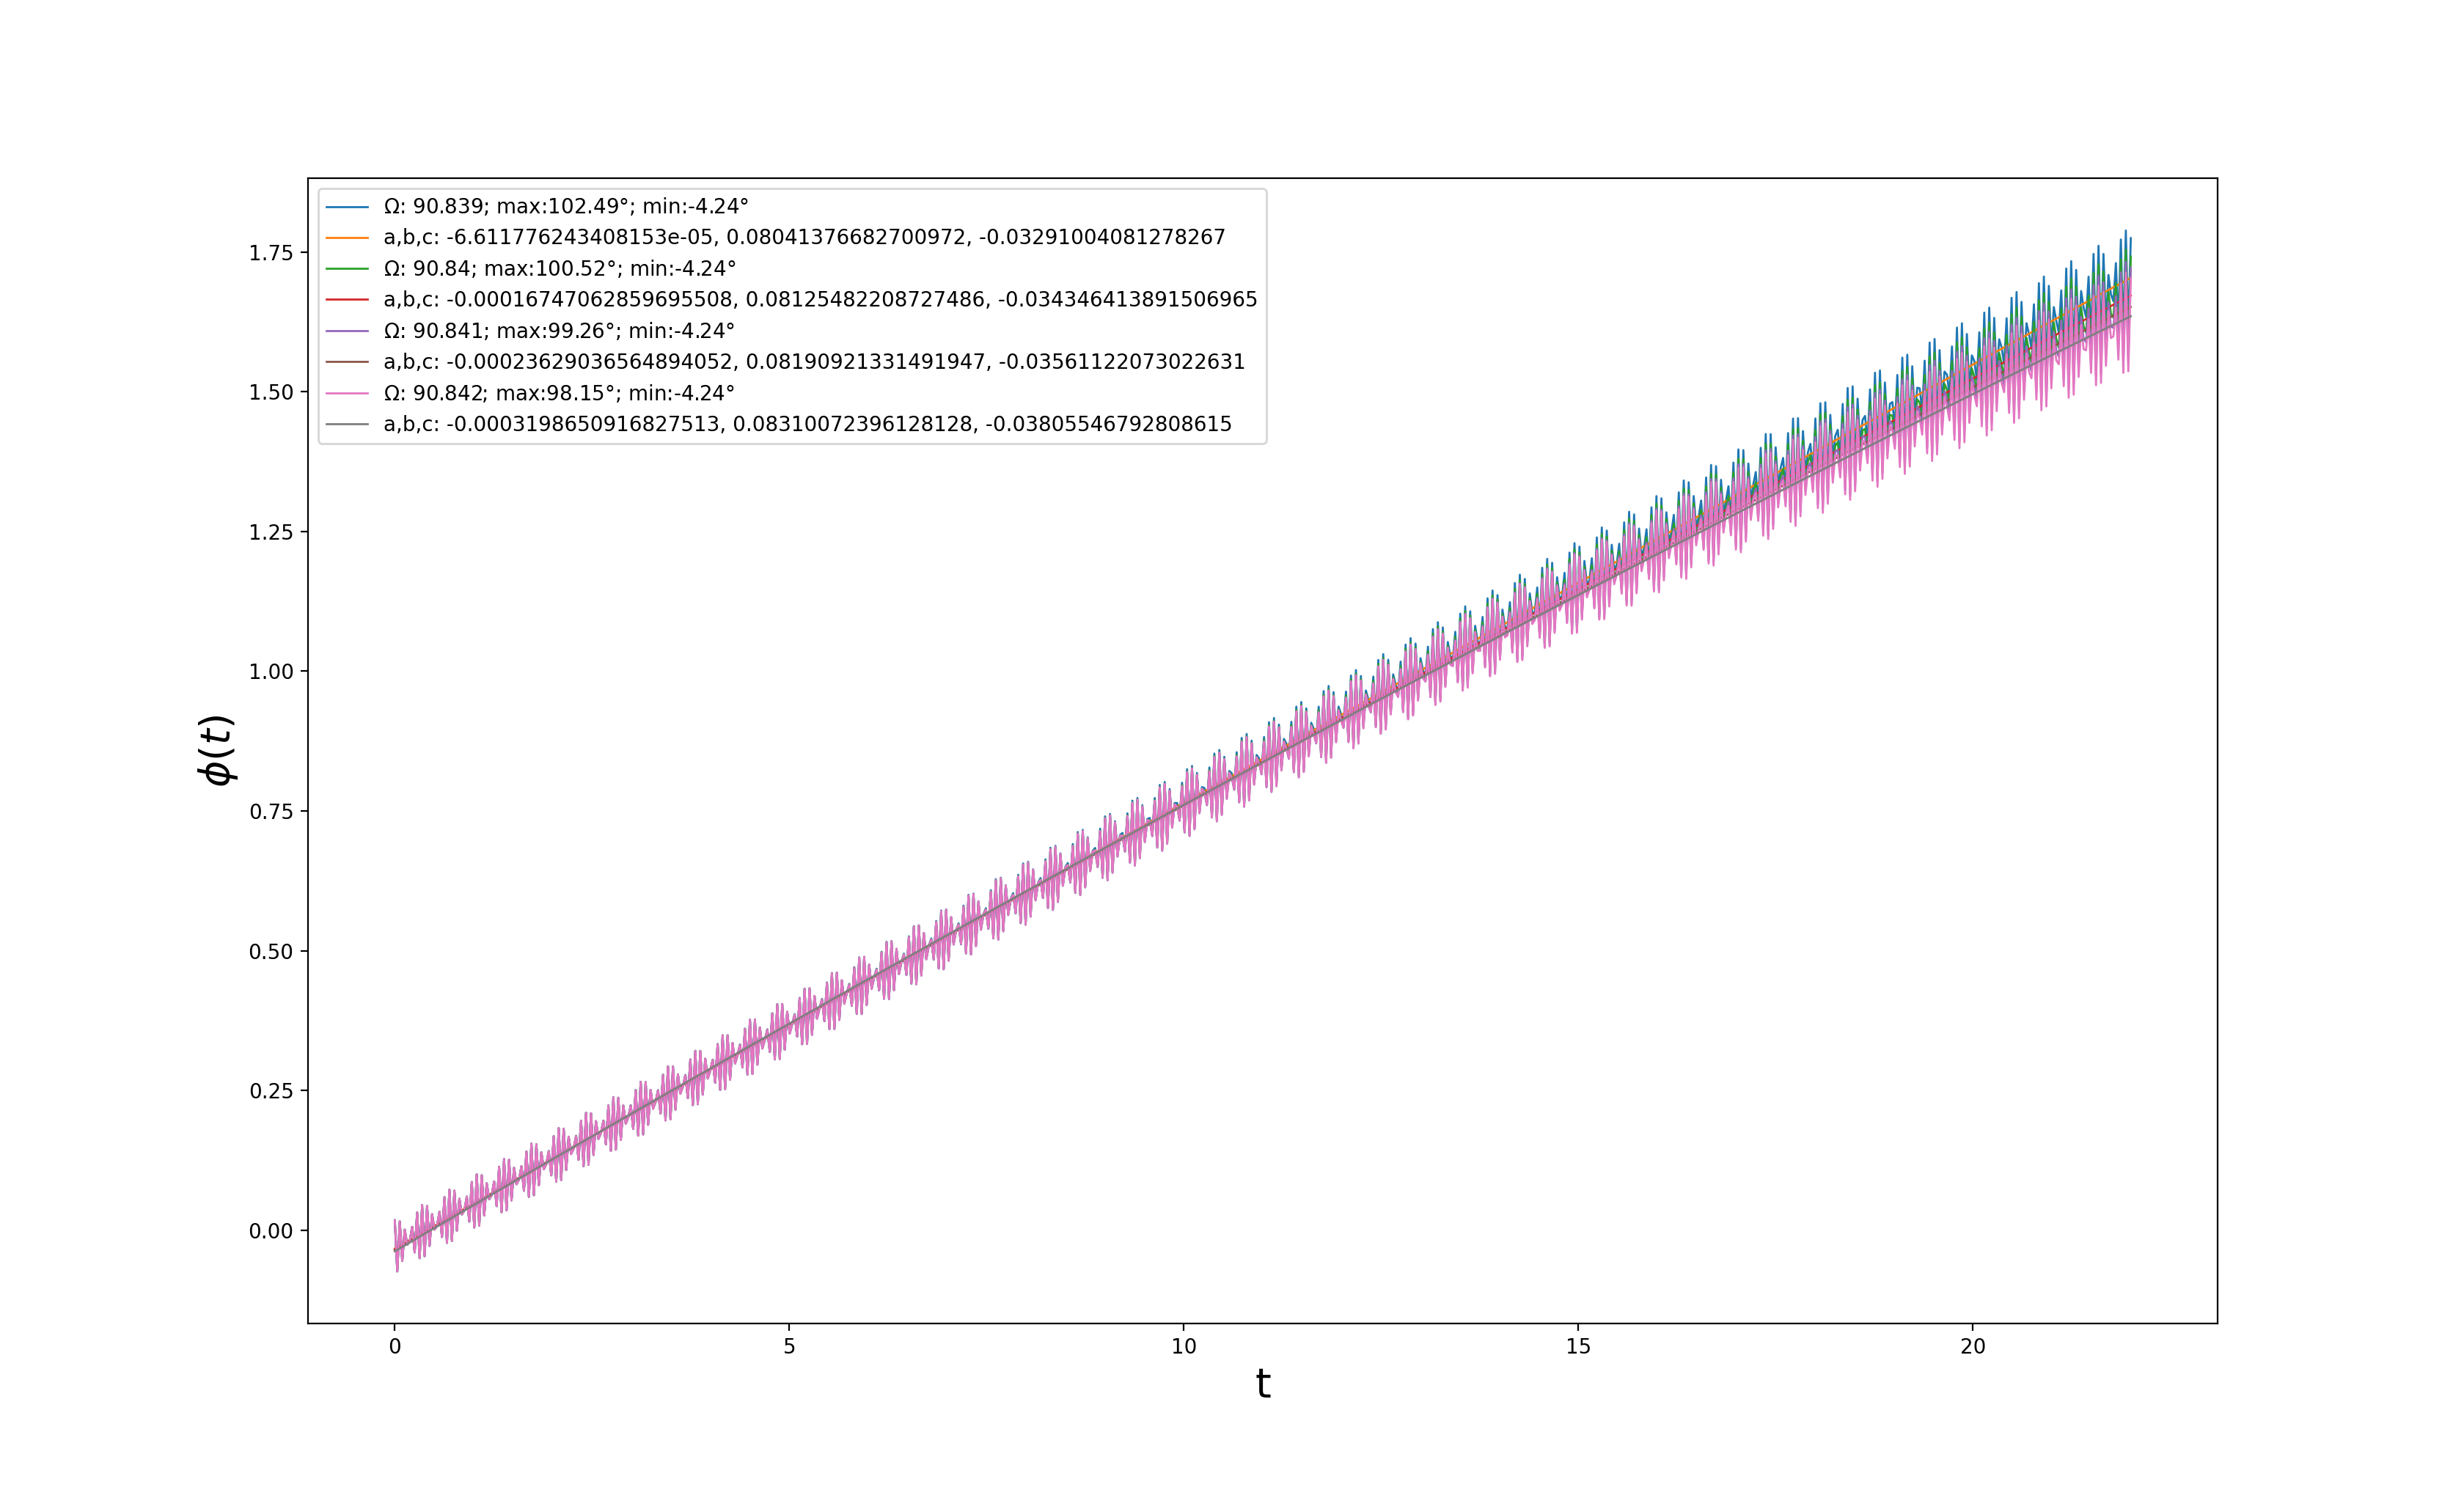 Ω: 90.839; max:102.49°; min:-4.24°
a,b,c: -6.611776243408153e-05, 0.08041376682700972, -0.03291004081278267
Ω: 90.84; max:100.52°; min:-4.24°
a,b,c: -0.00016747062859695508, 0.08125482208727486, -0.034346413891506965
Ω: 90.841; max:99.26°; min:-4.24°
a,b,c: -0.00023629036564894052, 0.08190921331491947, -0.03561122073022631
Ω: 90.842; max:98.15°; min:-4.24°
a,b,c: -0.0003198650916827513, 0.08310072396128128, -0.03805546792808615
1.75
1.50
1.25
1.00
0.75
0.50
0.25
0.00
ϕ(t)
0 5 10 15 20
t